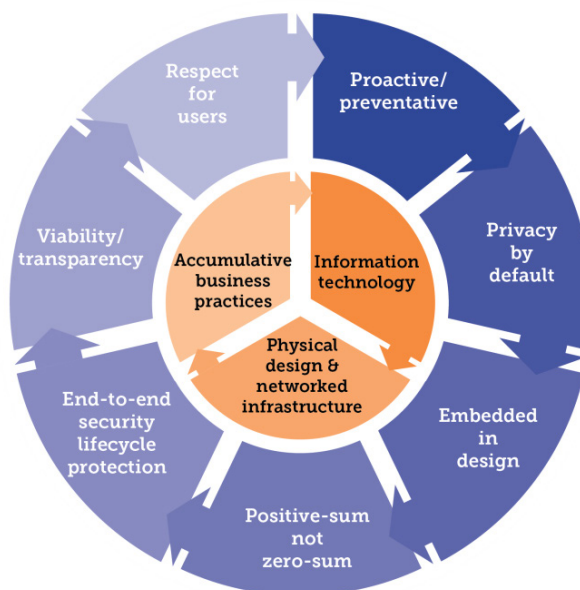 Respect
for
users
Proactive/
preventative
Privacy
by
default
Embedded
in
design
Positive-sum
not
zero-sum
End-to-end
security
lifecycle
protection
Viability/
transparency
Accumulative
business
practices
Information
technology
Physical
design &
networked
infrastructure